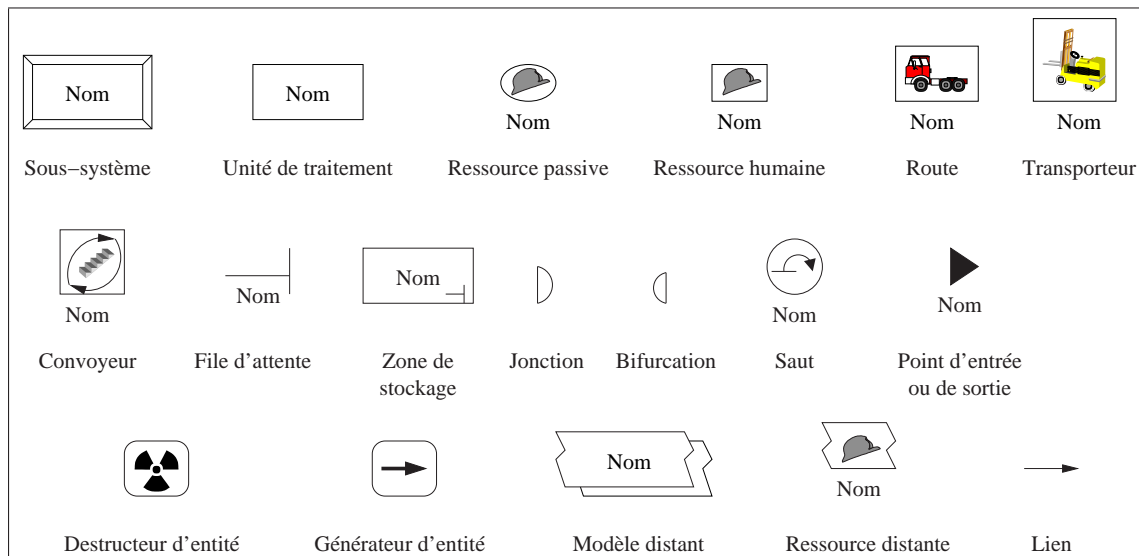 Nom
Nom
Nom
Nom
Nom
Nom
Sous–système
Unité de traitement
Ressource passive
Ressource humaine
Route
Transporteur
Nom
Nom
Nom
Nom
Nom
Convoyeur
File d’attente
Zone de
stockage
Jonction
Bifurcation
Saut
Point d’entrée
ou de sortie
Nom
Nom
Destructeur d’entité
Générateur d’entité
Modèle distant
Ressource distante
Lien